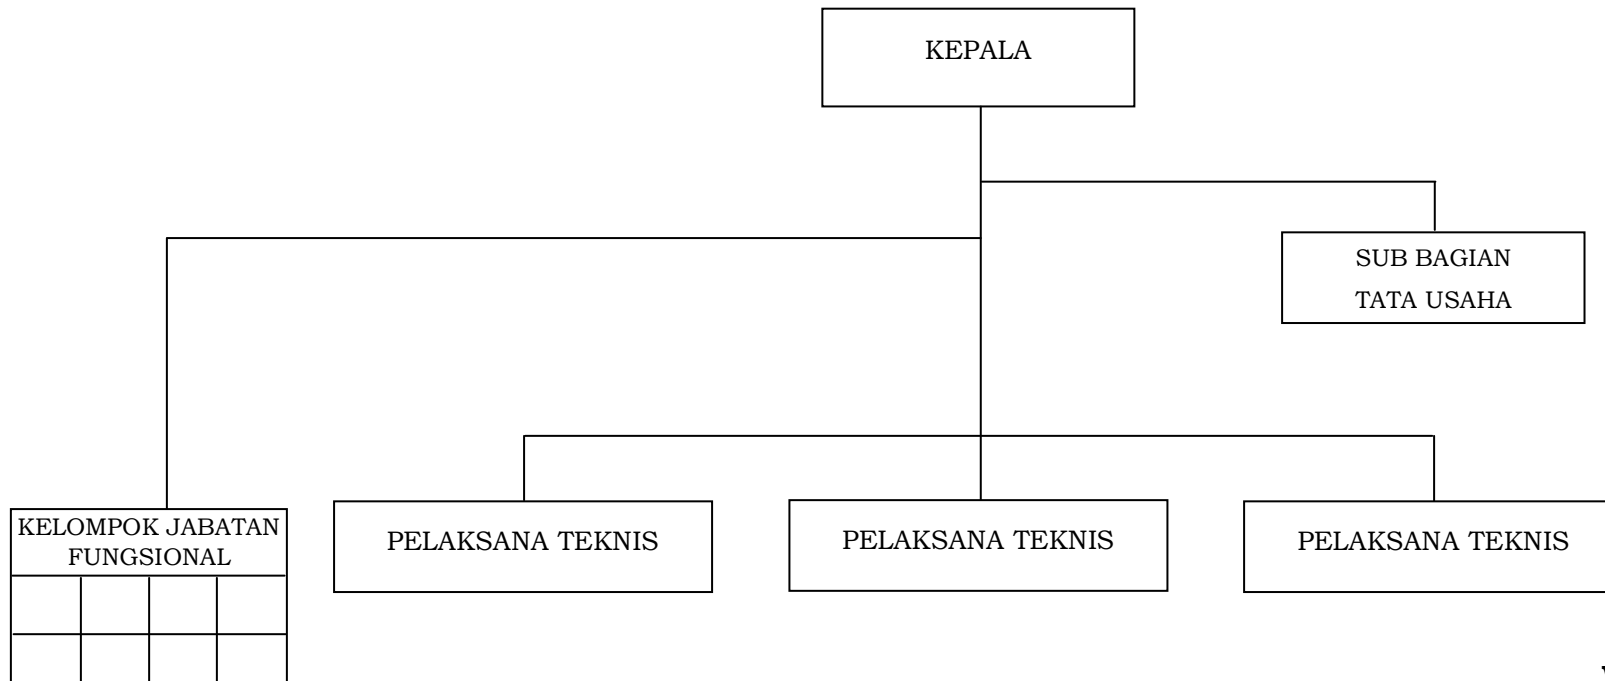 KEPALA
SUB BAGIAN
TATA USAHA
KELOMPOK JABATAN
FUNGSIONAL
PELAKSANA TEKNIS
PELAKSANA TEKNIS
PELAKSANA TEKNIS